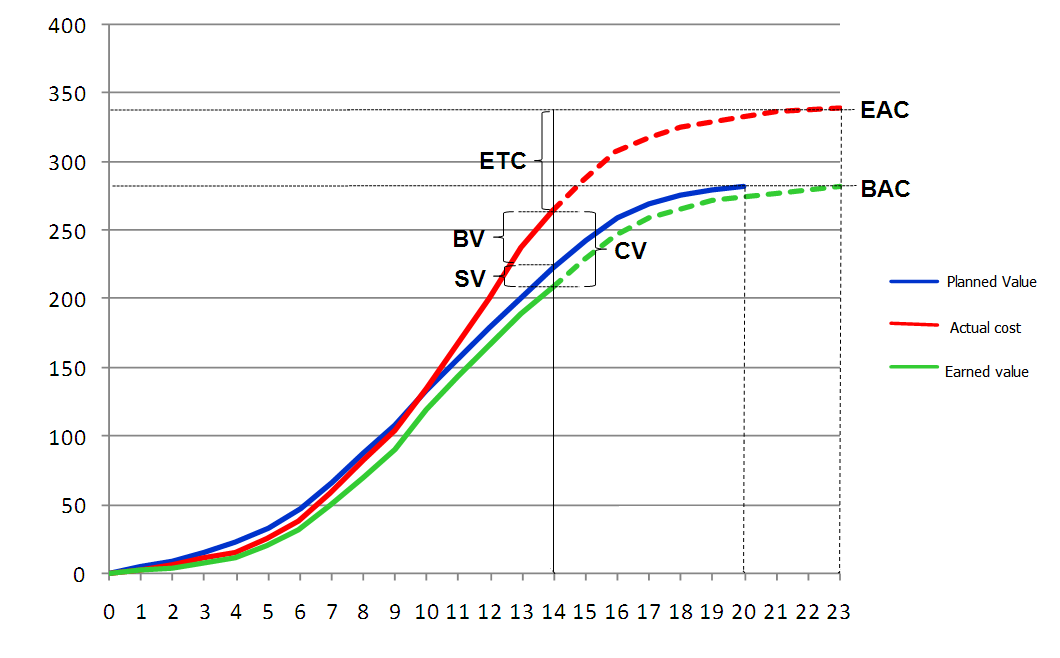 400
350
EAC
300
ETC
BAC
250
BV
CV
SV
Planned Value
200
Actual cost
150
Earned value
100
50
0
0 1 2 3 4 5 6 7 8 9 10 11 12 13 14 15 16 17 18 19 20 21 22 23